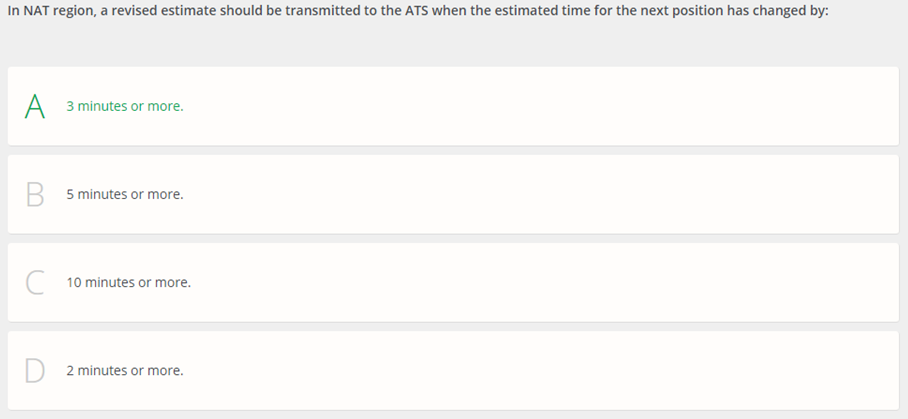 In NAT region, a revised estimate should be transmitted to the ATS when the estimated time for the next position has changed by:
A 3 minutes or more.
B 5 minutes or more.
C 10 minutes or more.
D 2 minutes or more.